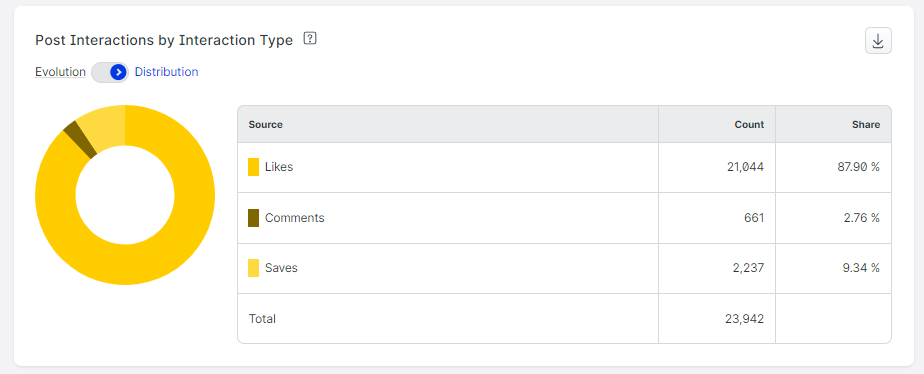 Post Interactions by Interaction Type ?
Evolution Distribution
Source Count Share
Likes 21,044 87.90 %
Comments 661 2.76 %
Saves 2,237 9.34 %
Total 23,942